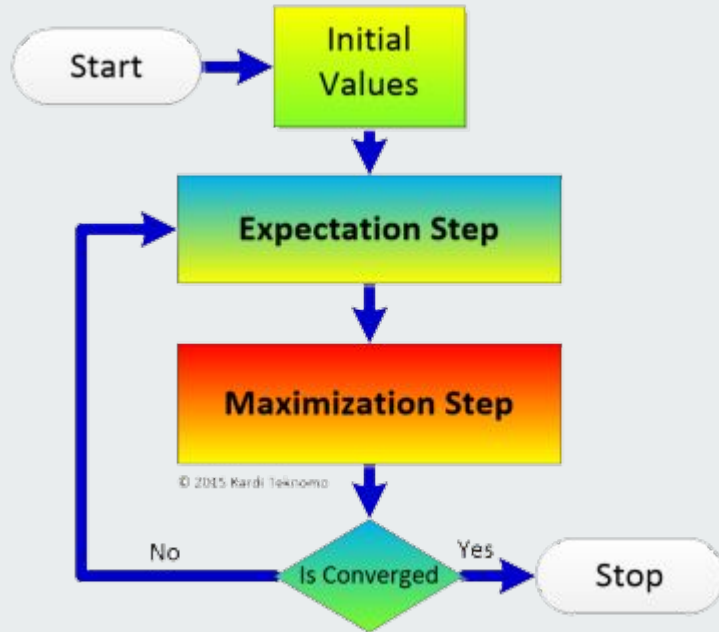 Start
Initial
Values
Expectation Step
Maximization Step
© 2015 Kardi Teknomo
No
Is Converged
Yes
Stop